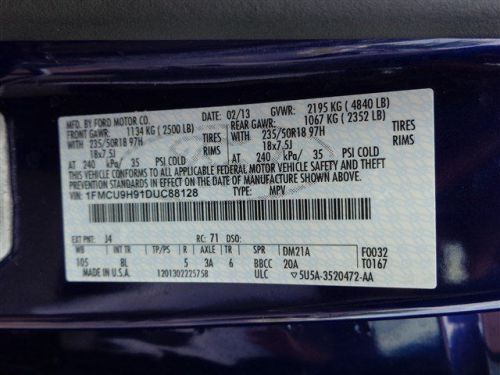 MFD. BY FORD MOTOR CO. DATE: 02/13 GVWR: 2195 KG ( 4840 LB)
FRONT GAWR: 1134 KG ( 2500 LB) REAR GAWR: 1067 KG ( 2352 LB)
235/50R18 97H TIRES 235/50R18 97H TIRES
WITH 18x7.5J RIMS WITH 18x7.5J RIMS
AT 240 kPa/ 35 PSI COLD AT 240 kPa/ 35 PSI COLD
THIS VEHICLE CONFORMS TO ALL APPLICABLE FEDERAL MOTOR VEHICLE SAFETY AND THEFT PREVENTION
STANDARDS IN EFFECT ON THE DATE OF MANUFACTURE SHOWN ABOVE.
VIN: 1FMCU9H91DUC88128 TYPE: MPV
EXT PNT: J4 RC: 71 DSO:
WB INT TR TP/PS R AX TR SPR DM21A F0032
105 BL 5 3A 6 BBCC 20A T0167
MADE IN U.S.A. 1201302225758 ULC 5U5A-3520472-AA